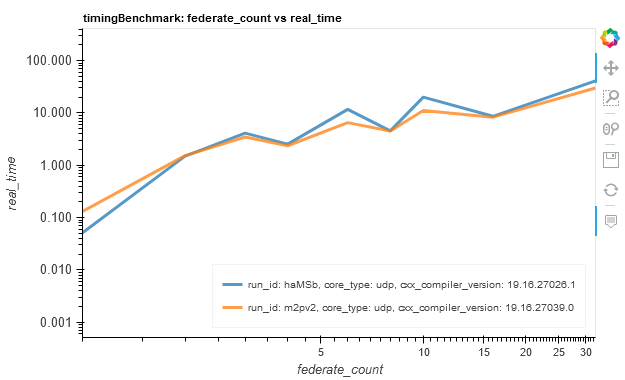 timingBenchmark: federate_count vs real_time
100.000
10.000
1.000
0.100
0.010
0.001
real_time
run_id: haMSb, core_type: udp, cxx_compiler_version: 19.16.27026.1
run_id: m2pv2, core_type: udp, cxx_compiler_version: 19.16.27039.0
5 10 15 20 25 30
federate_count